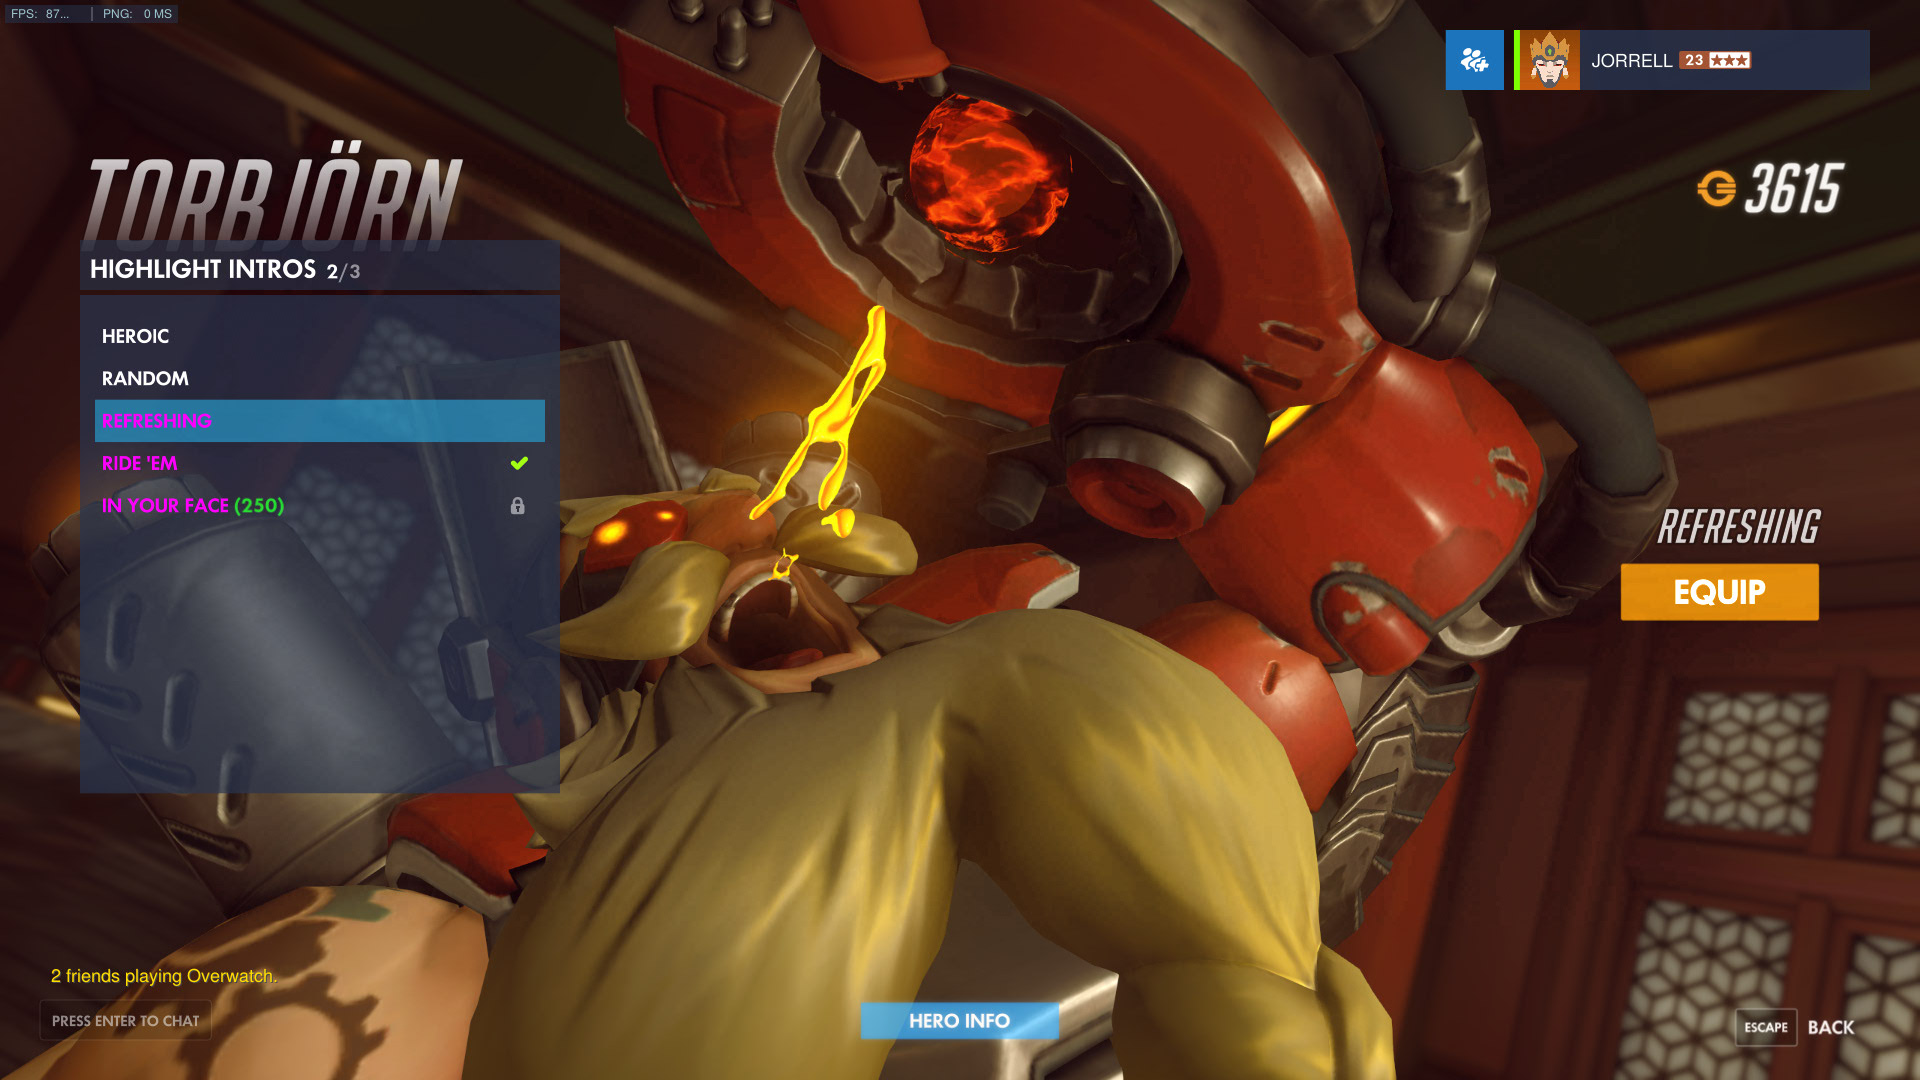 FPS: 87... | PNG: 0 MS
JORRELL 23
TORBJÖRN
3615
HIGHLIGHT INTROS 2/3
HEROIC
RANDOM
REFRESHING
RIDE 'EM
IN YOUR FACE (250)
REFRESHING
EQUIP
2 friends playing Overwatch.
PRESS ENTER TO CHAT
HERO INFO
ESCAPE BACK